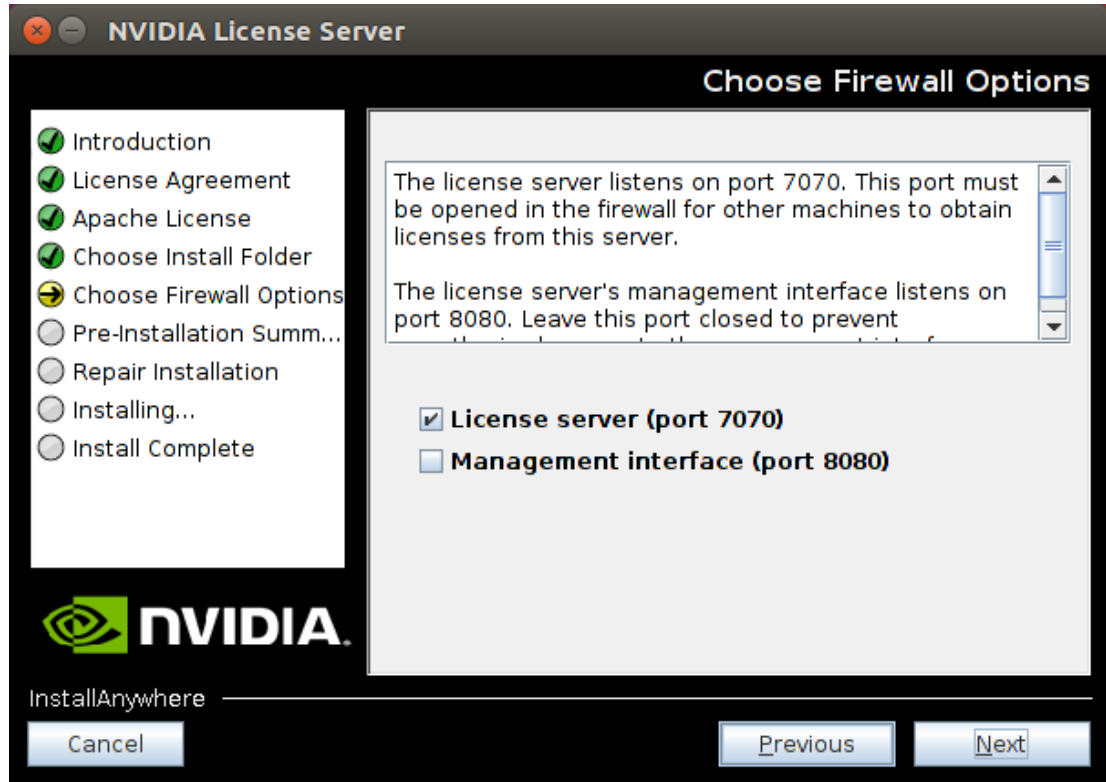 NVIDIA License Server
Choose Firewall Options
Introduction
License Agreement
Apache License
Choose Install Folder
Choose Firewall Options
Pre-Installation Summ...
Repair Installation
Installing...
Install Complete
The license server listens on port 7070. This port must
be opened in the firewall for other machines to obtain
licenses from this server.
The license server's management interface listens on
port 8080. Leave this port closed to prevent
License server (port 7070)
Management interface (port 8080)
NVIDIA.
InstallAnywhere
Cancel
Previous
Next